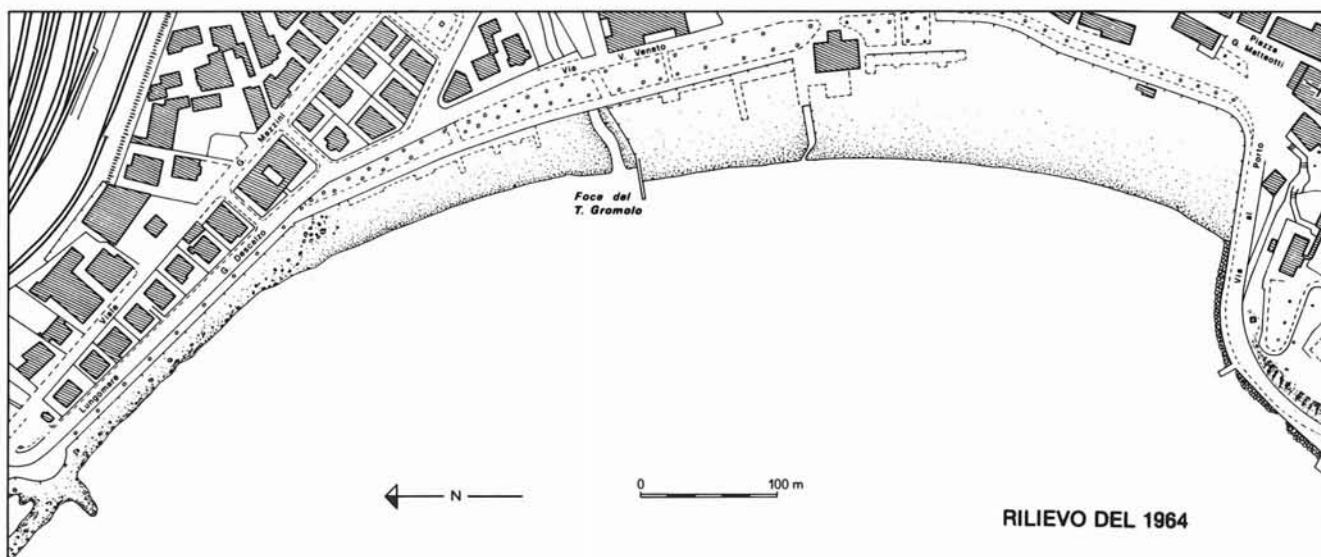 Via V. Veneto
Piazza
G. Matteotti
Viale G. Mazzini
Lungomare G. Descalzo
Foce del
T. Gromolo
Via al Porto
N
0 100 m
RILIEVO DEL 1964